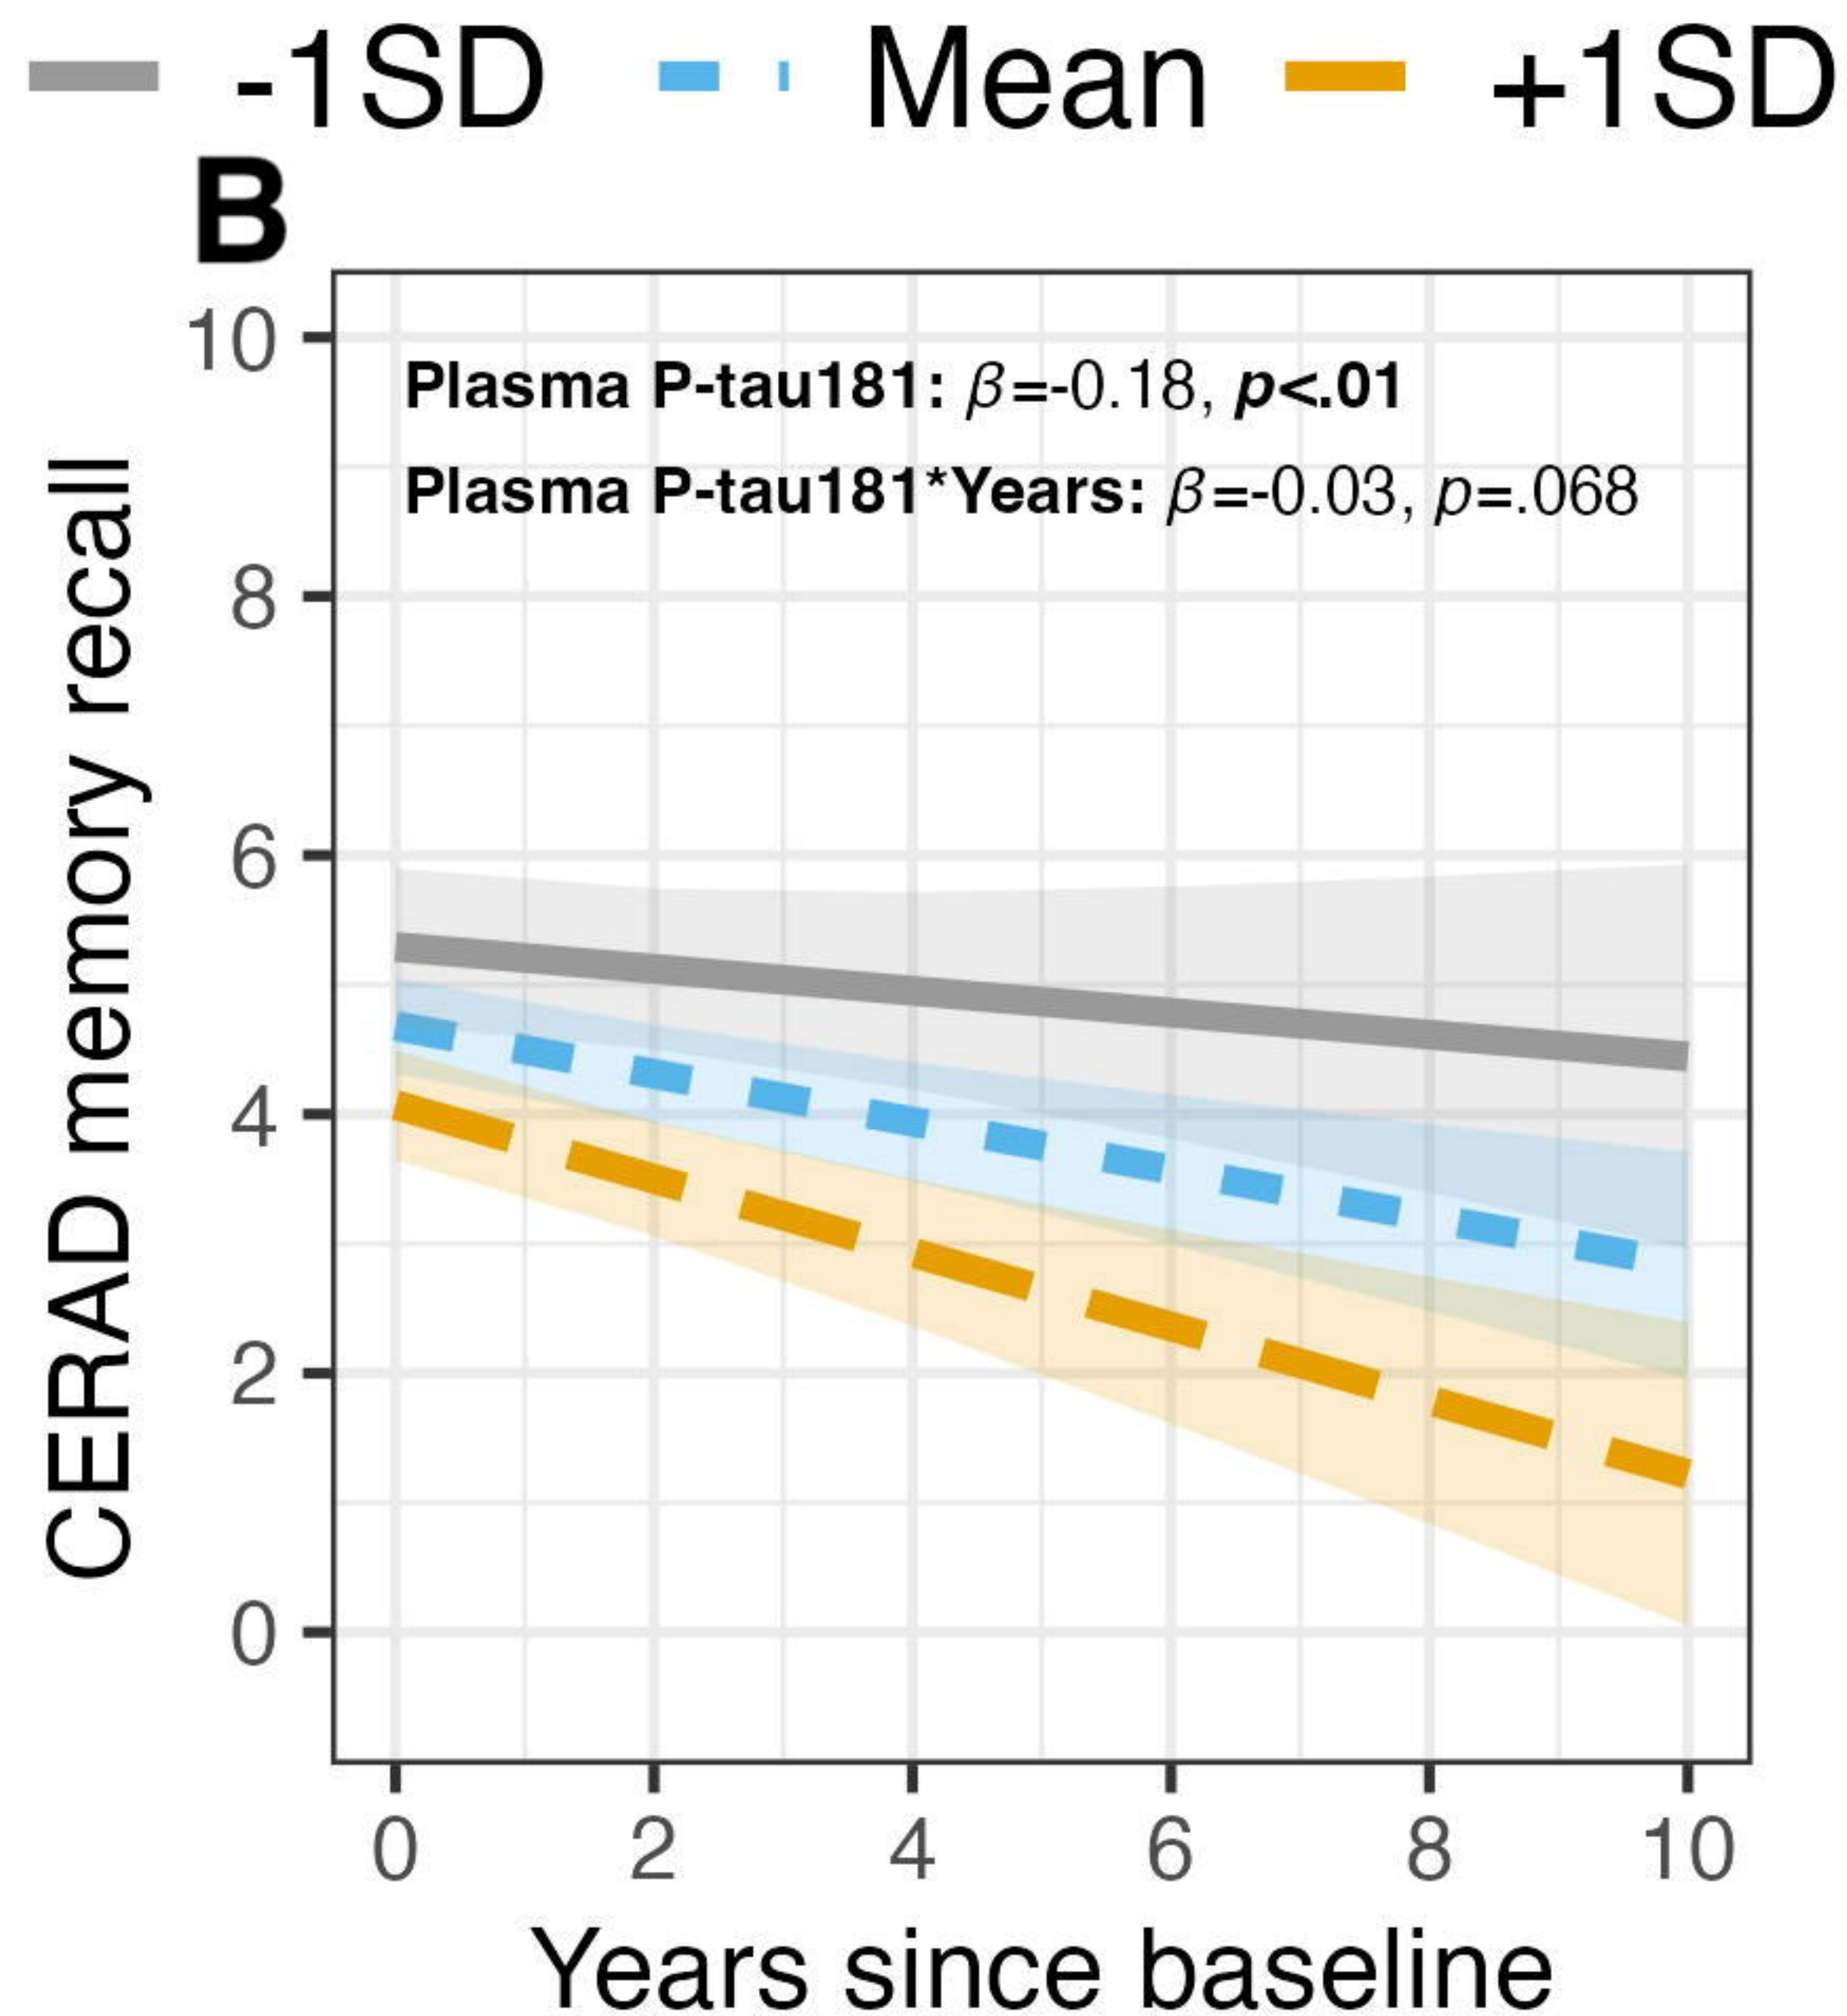 -1SD Mean +1SD
B
Plasma P-tau181: β=-0.18, p<.01
Plasma P-tau181*Years: β=-0.03, p=.068
CERAD memory recall
10
8
6
4
2
0
0 2 4 6 8 10
Years since baseline